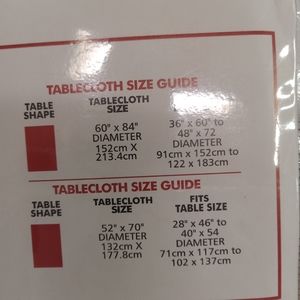 TABLECLOTH SIZE GUIDE
TABLE SHAPE
TABLECLOTH SIZE
60" x 84" DIAMETER 152cm X 213.4cm
36" x 60" to 48" x 72 DIAMETER 91cm x 152cm to 122 x 183cm
TABLECLOTH SIZE GUIDE
TABLE SHAPE
TABLECLOTH SIZE
FITS TABLE SIZE
52" x 70" DIAMETER 132cm X 177.8cm
28" x 46" to 40" x 54 DIAMETER 71cm x 117cm to 102 x 137cm